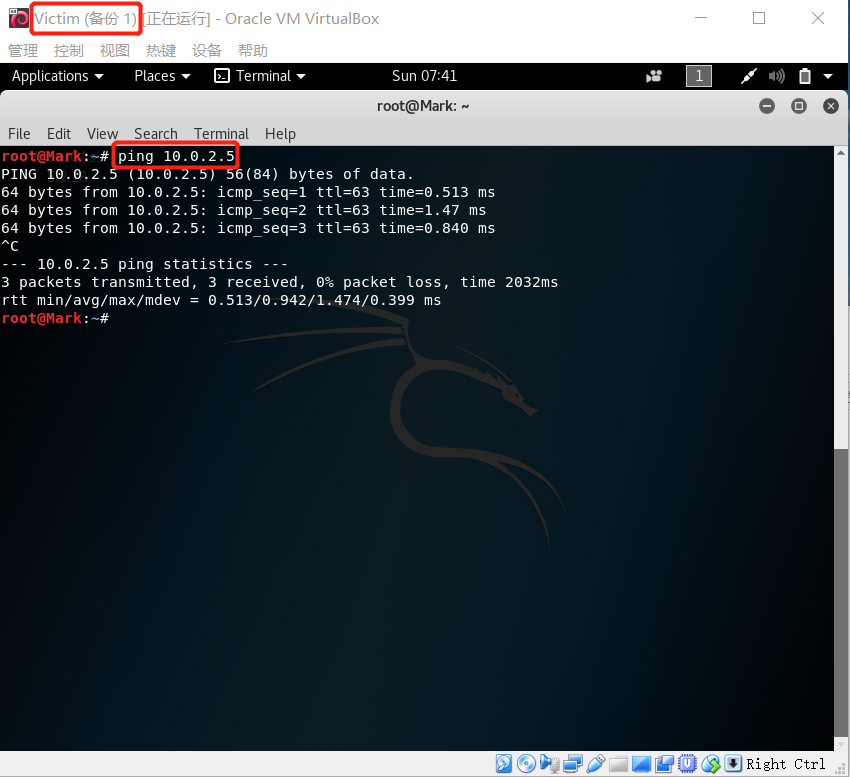 Victim (备份 1) [正在运行] - Oracle VM VirtualBox
管理 控制 视图 热键 设备 帮助
Applications Places Terminal Sun 07:41 1
root@Mark: ~
File Edit View Search Terminal Help
root@Mark:~# ping 10.0.2.5
PING 10.0.2.5 (10.0.2.5) 56(84) bytes of data.
64 bytes from 10.0.2.5: icmp_seq=1 ttl=63 time=0.513 ms
64 bytes from 10.0.2.5: icmp_seq=2 ttl=63 time=1.47 ms
64 bytes from 10.0.2.5: icmp_seq=3 ttl=63 time=0.840 ms
^C
--- 10.0.2.5 ping statistics ---
3 packets transmitted, 3 received, 0% packet loss, time 2032ms
rtt min/avg/max/mdev = 0.513/0.942/1.474/0.399 ms
root@Mark:~#
Right Ctrl